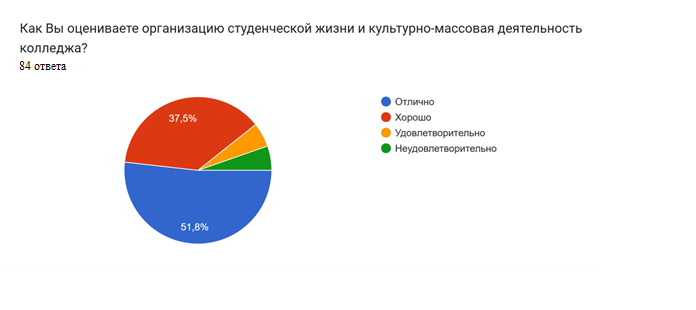 Как Вы оцениваете организацию студенческой жизни и культурно-массовая деятельность
колледжа?
84 ответа
37,5%
51,8%
Отлично
Хорошо
Удовлетворительно
Неудовлетворительно